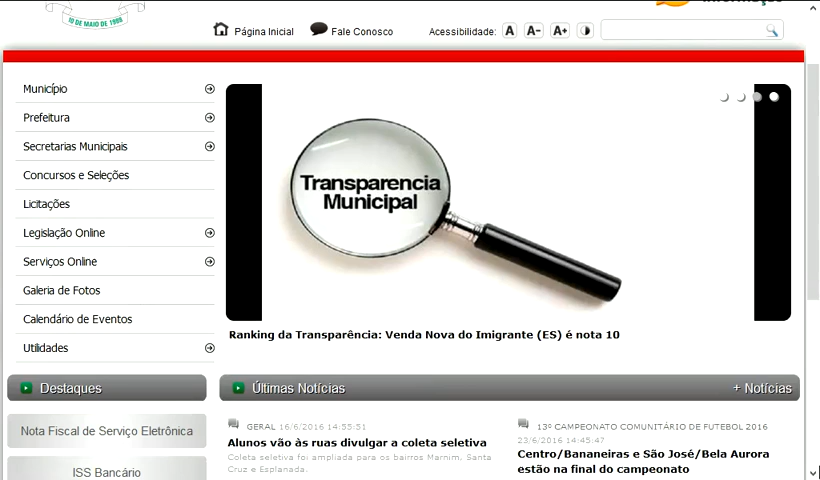 10 DE MAIO DE 1988
Página Inicial
Fale Conosco
Acessibilidade: A A- A+
Município
Prefeitura
Secretarias Municipais
Concursos e Seleções
Licitações
Legislação Online
Serviços Online
Galeria de Fotos
Calendário de Eventos
Utilidades
Transparencia
Municipal
Ranking da Transparência: Venda Nova do Imigrante (ES) é nota 10
Destaques
Nota Fiscal de Serviço Eletrônica
ISS Bancário
Últimas Notícias
+ Notícias
GERAL 16/6/2016 14:55:51
Alunos vão às ruas divulgar a coleta seletiva
Coleta seletiva foi ampliada para os bairros Marnim, Santa
Cruz e Esplanada.
13º CAMPEONATO COMUNITÁRIO DE FUTEBOL 2016
23/6/2016 14:45:47
Centro/Bananeiras e São José/Bela Aurora
estão na final do campeonato